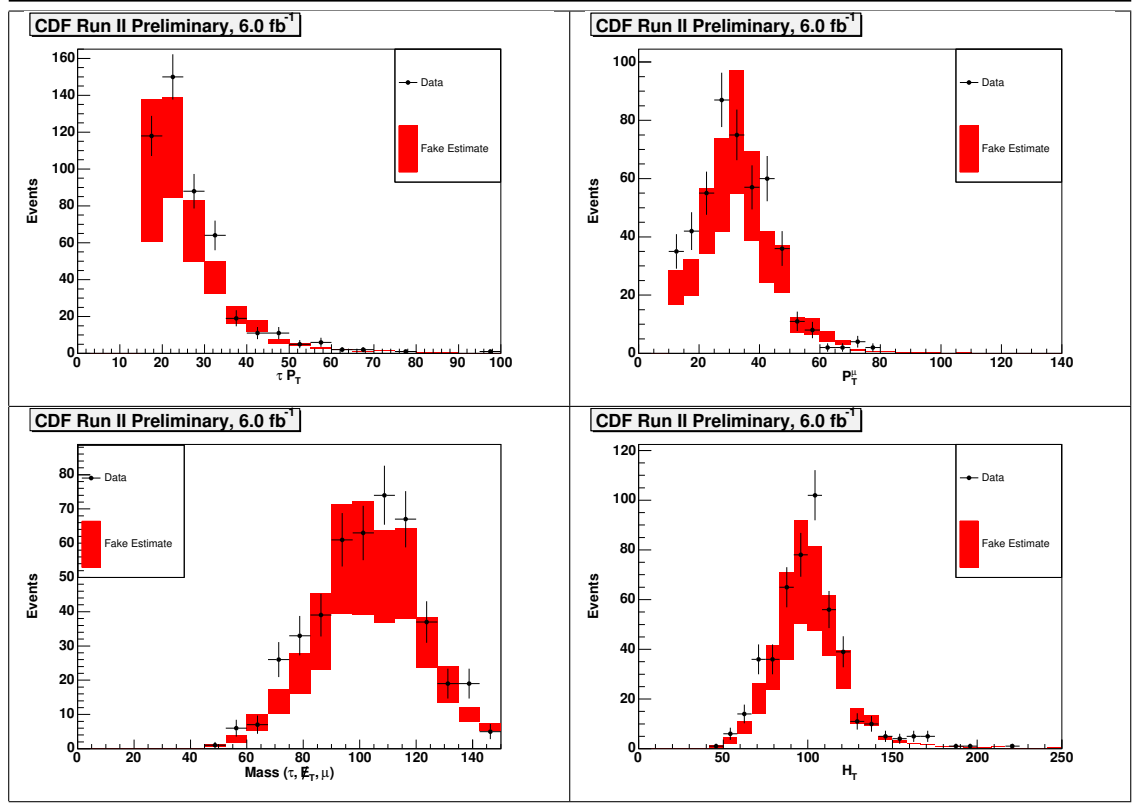 CDF Run II Preliminary, 6.0 fb⁻¹
Data
Fake Estimate
Events
0 20 40 60 80 100 120 140 160
0 10 20 30 40 50 60 70 80 90 100
τ P_T
CDF Run II Preliminary, 6.0 fb⁻¹
Data
Fake Estimate
Events
0 20 40 60 80 100
0 20 40 60 80 100 120 140
P_T^μ
CDF Run II Preliminary, 6.0 fb⁻¹
Data
Fake Estimate
Events
0 10 20 30 40 50 60 70 80
0 20 40 60 80 100 120 140
Mass (τ, E̸_T, μ)
CDF Run II Preliminary, 6.0 fb⁻¹
Data
Fake Estimate
Events
0 20 40 60 80 100 120
0 50 100 150 200 250
H_T